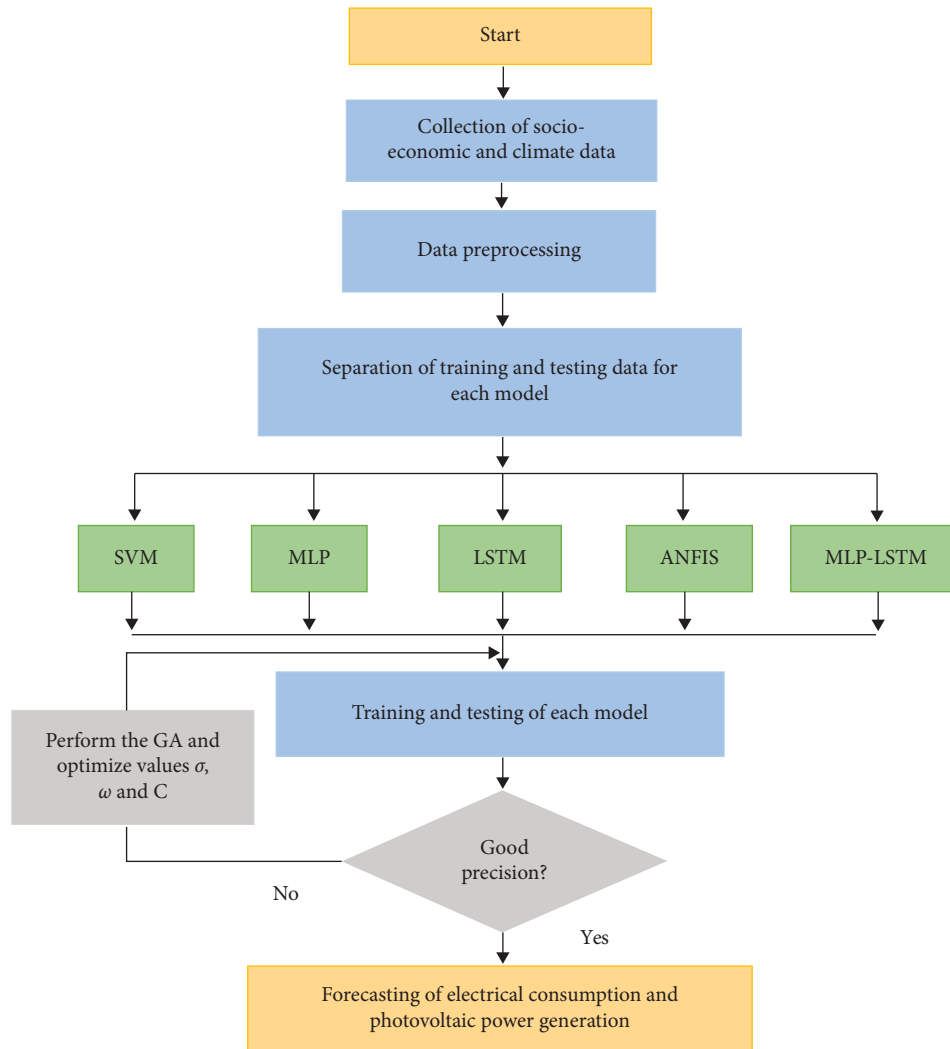 Start
Collection of socio-
economic and climate data
Data preprocessing
Separation of training and testing data for
each model
SVM
MLP
LSTM
ANFIS
MLP-LSTM
Training and testing of each model
Perform the GA and
optimize values σ,
ω and C
Good
precision?
No
Yes
Forecasting of electrical consumption and
photovoltaic power generation